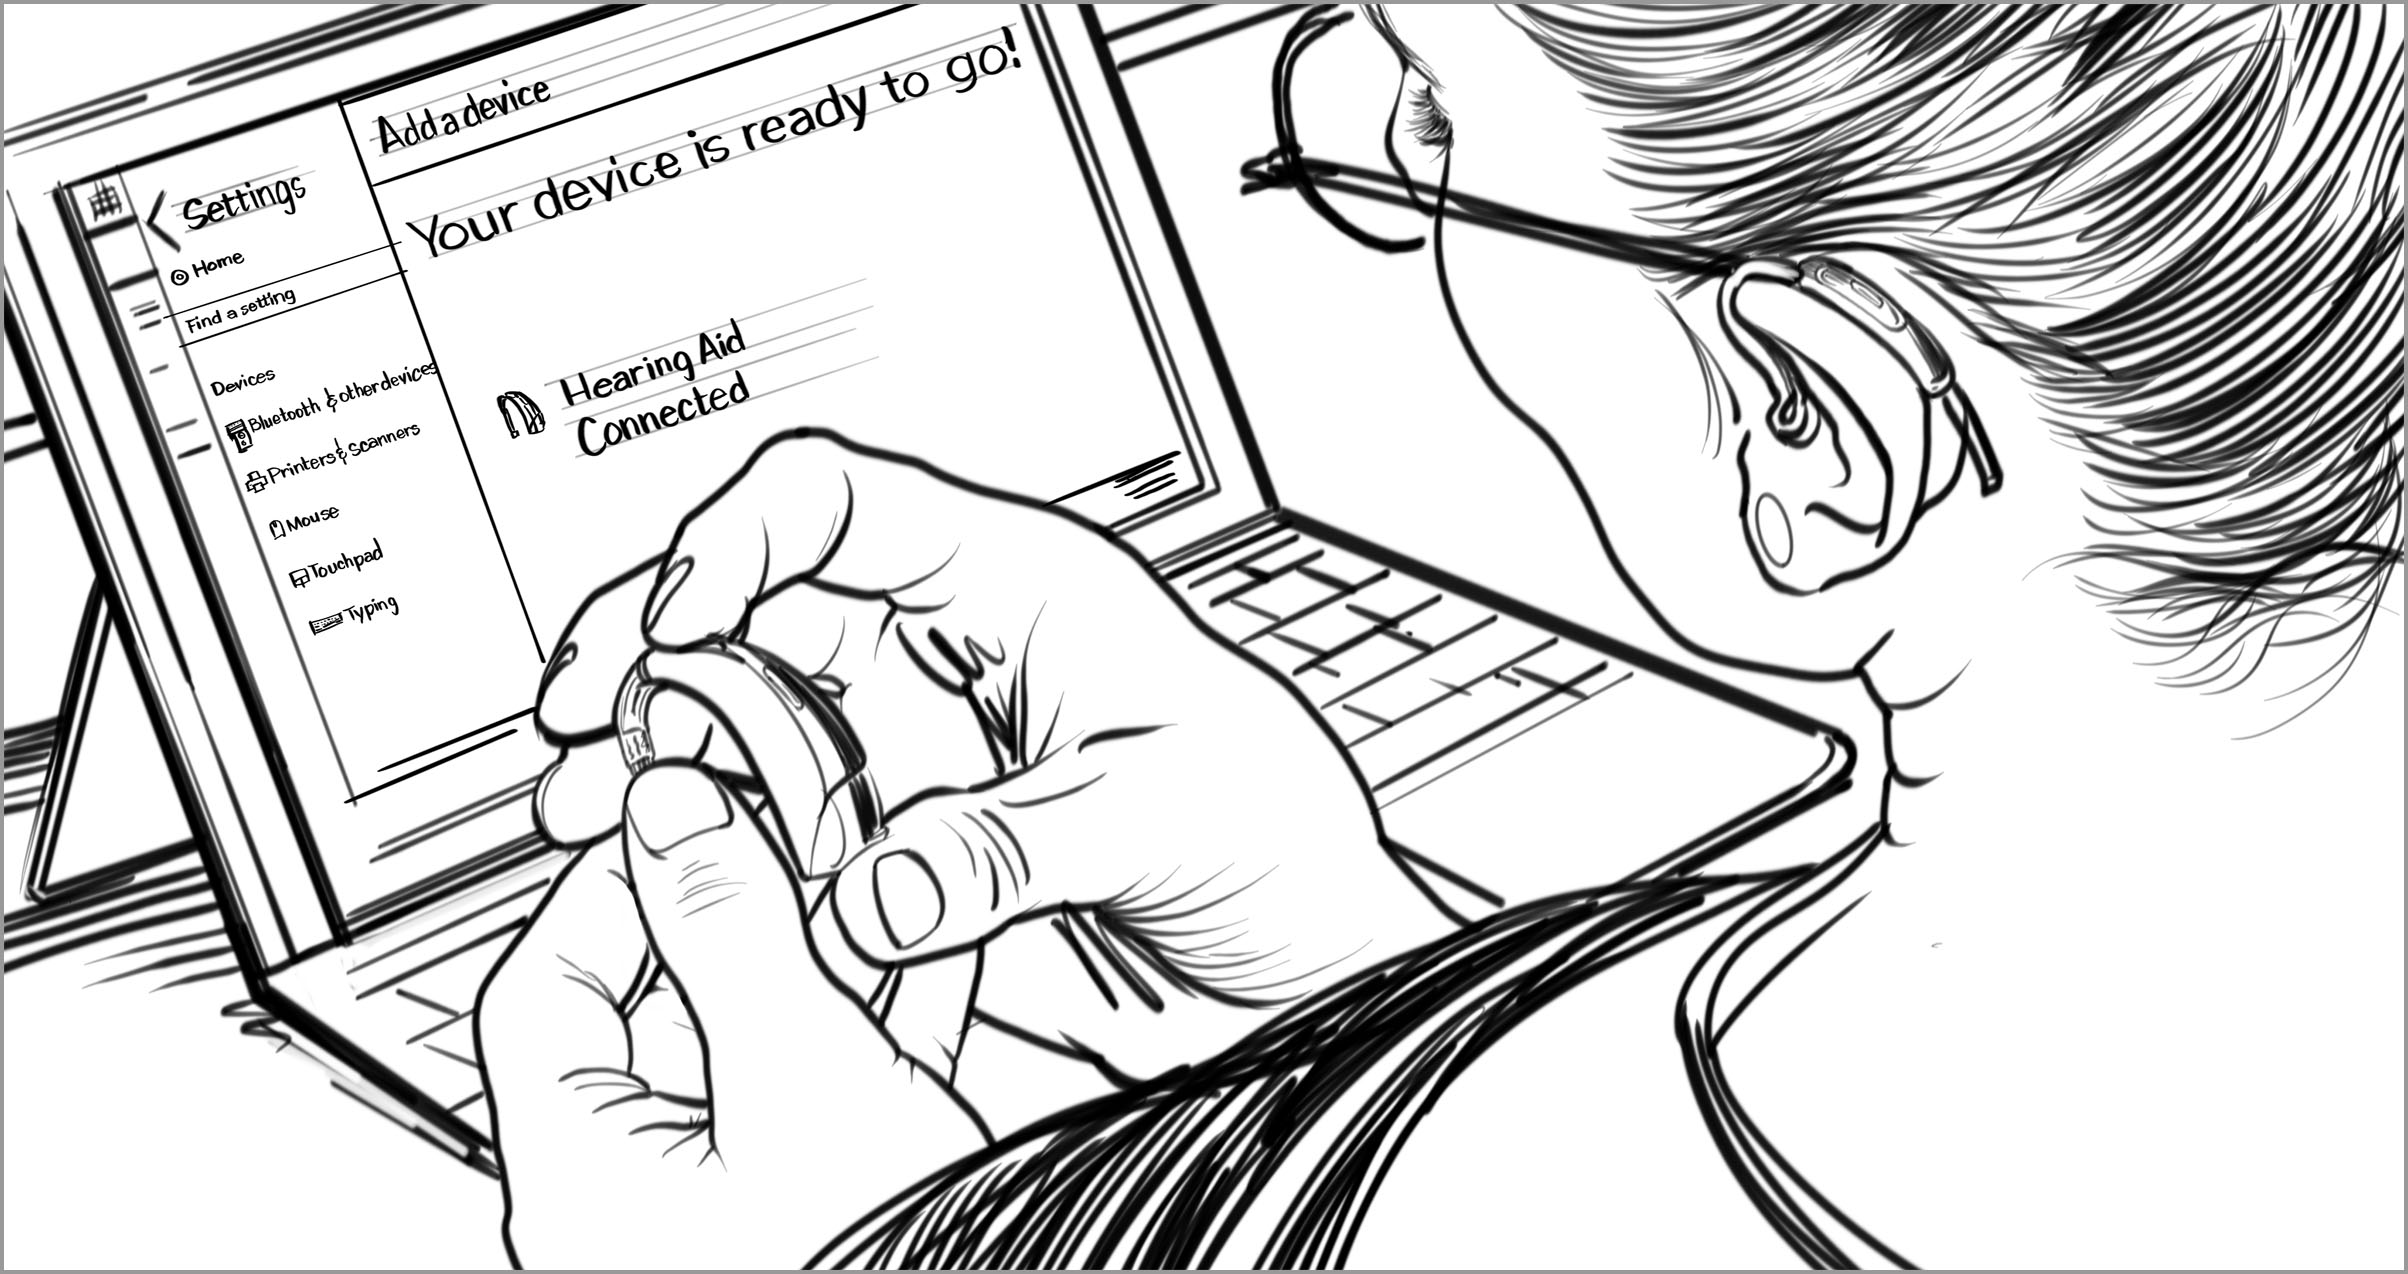 Add a device
Your device is ready to go!
Settings
Home
Find a setting
Devices
Bluetooth & other devices
Printers & scanners
Mouse
Touchpad
Typing
Hearing Aid
Connected